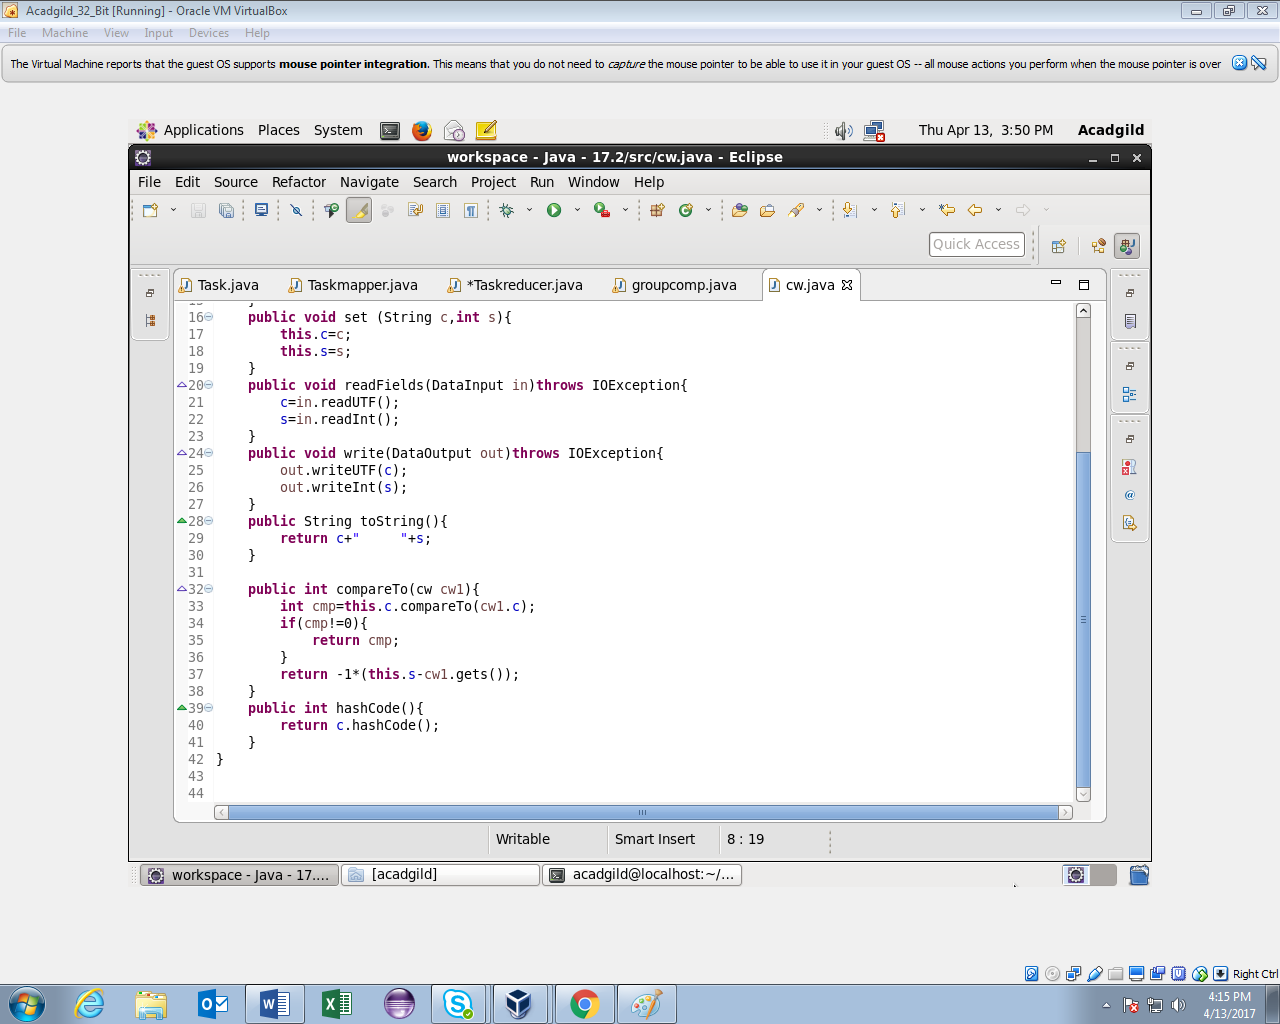 Acadgild_32_Bit [Running] - Oracle VM VirtualBox
File Machine View Input Devices Help
The Virtual Machine reports that the guest OS supports mouse pointer integration. This means that you do not need to capture the mouse pointer to be able to use it in your guest OS -- all mouse actions you perform when the mouse pointer is over
Applications Places System Thu Apr 13, 3:50 PM Acadgild
workspace - Java - 17.2/src/cw.java - Eclipse
File Edit Source Refactor Navigate Search Project Run Window Help
Quick Access
Task.java Taskmapper.java *Taskreducer.java groupcomp.java cw.java
16 public void set (String c,int s){
17 this.c=c;
18 this.s=s;
19 }
20 public void readFields(DataInput in)throws IOException{
21 c=in.readUTF();
22 s=in.readInt();
23 }
24 public void write(DataOutput out)throws IOException{
25 out.writeUTF(c);
26 out.writeInt(s);
27 }
28 public String toString(){
29 return c+"     "+s;
30 }
31
32 public int compareTo(cw cw1){
33 int cmp=this.c.compareTo(cw1.c);
34 if(cmp!=0){
35 return cmp;
36 }
37 return -1*(this.s-cw1.gets());
38 }
39 public int hashCode(){
40 return c.hashCode();
41 }
42 }
43
44
Writable Smart Insert 8 : 19
workspace - Java - 17.... [acadgild] acadgild@localhost:~/...
Right Ctrl
4:15 PM
4/13/2017